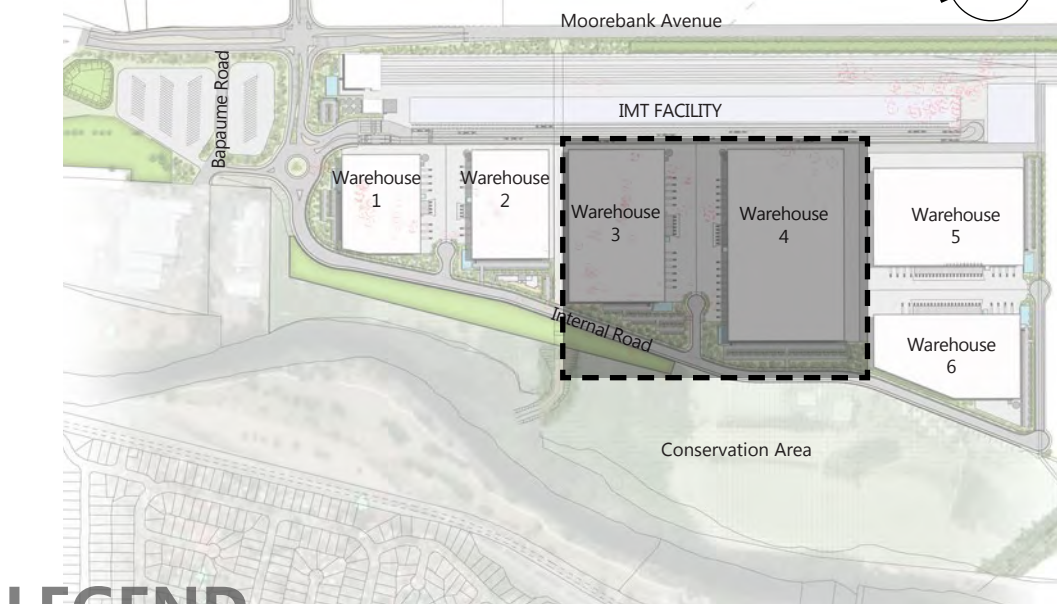 Moorebank Avenue
Bapaume Road
IMT FACILITY
Warehouse
1
Warehouse
2
Warehouse
3
Warehouse
4
Warehouse
5
Warehouse
6
Internal Road
Conservation Area
LEGEND